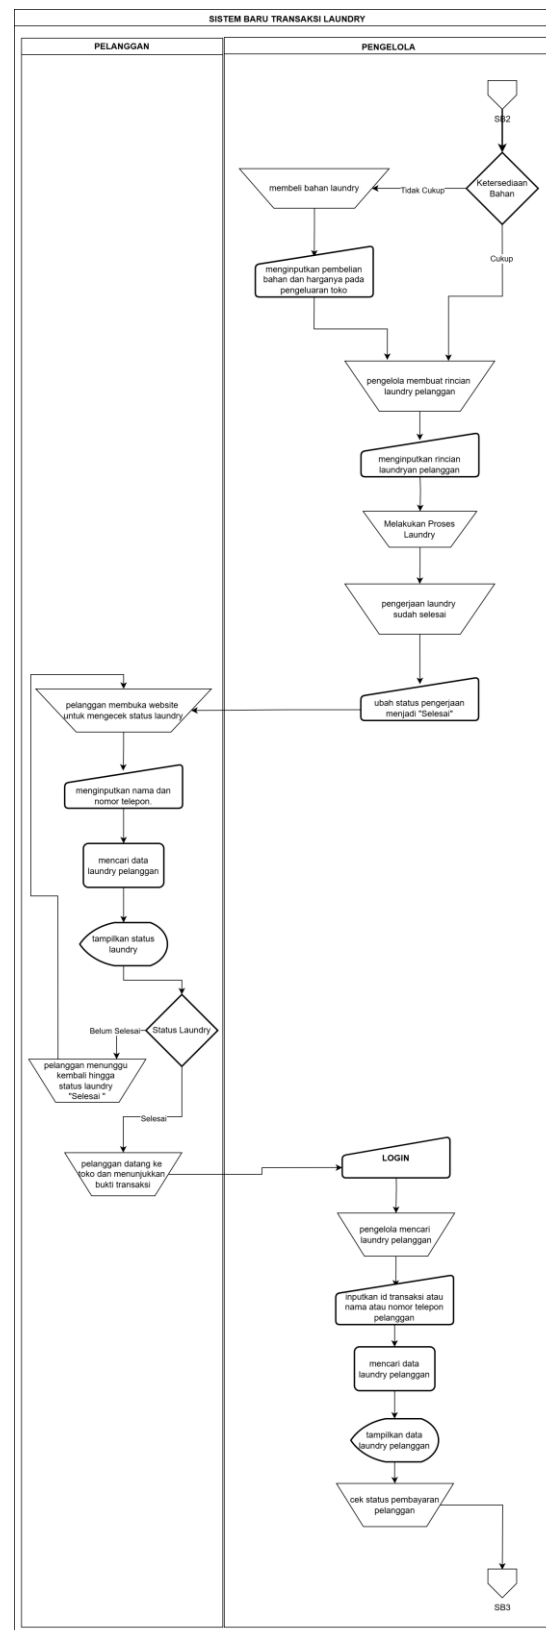 SISTEM BARU TRANSAKSI LAUNDRY
PELANGGAN
PENGELOLA
SB2
Ketersediaan
Bahan
Tidak Cukup
membeli bahan laundry
Cukup
menginputkan pembelian
bahan dan harganya pada
pengeluaran toko
pengelola membuat rincian
laundry pelanggan
menginputkan rincian
laundryan pelanggan
Melakukan Proses
Laundry
pengerjaan laundry
sudah selesai
ubah status pengerjaan
menjadi "Selesai"
pelanggan membuka website
untuk mengecek status laundry
menginputkan nama dan
nomor telepon.
mencari data
laundry pelanggan
tampilkan status
laundry
Status Laundry
Belum Selesai
pelanggan menunggu
kembali hingga
status laundry
"Selesai "
Selesai
pelanggan datang ke
toko dan menunjukkan
bukti transaksi
LOGIN
pengelola mencari
laundry pelanggan
inputkan id transaksi atau
nama atau nomor telepon
pelanggan
mencari data
laundry pelanggan
tampilkan data
laundry pelanggan
cek status pembayaran
pelanggan
SB3